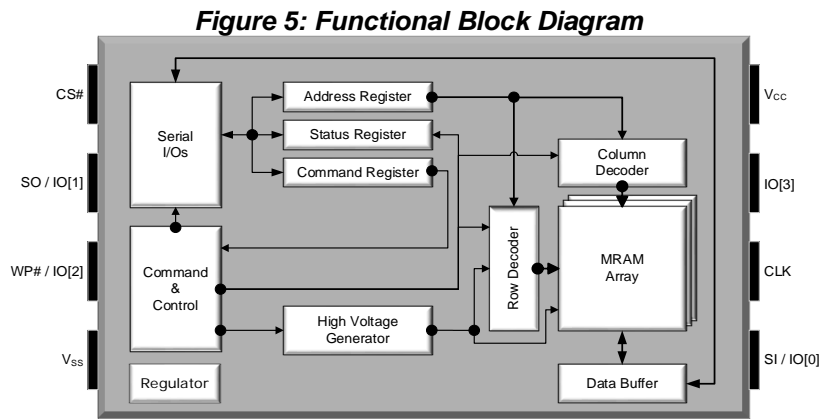 Figure 5: Functional Block Diagram
CS#
SO / IO[1]
WP# / IO[2]
VSS
Serial
I/Os
Command
&
Control
Regulator
Address Register
Status Register
Command Register
High Voltage
Generator
Row Decoder
Column
Decoder
MRAM
Array
Data Buffer
VCC
IO[3]
CLK
SI / IO[0]